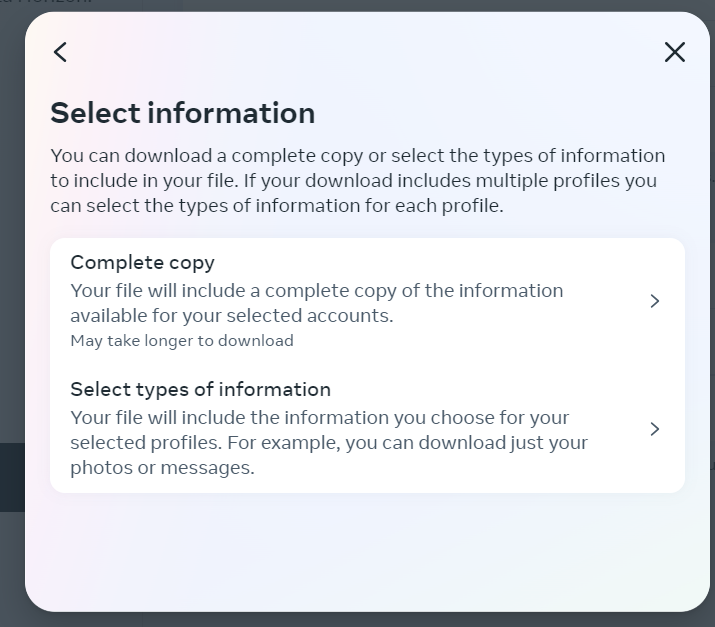 Select information
You can download a complete copy or select the types of information
to include in your file. If your download includes multiple profiles you
can select the types of information for each profile.
Complete copy
Your file will include a complete copy of the information
available for your selected accounts.
May take longer to download
Select types of information
Your file will include the information you choose for your
selected profiles. For example, you can download just your
photos or messages.